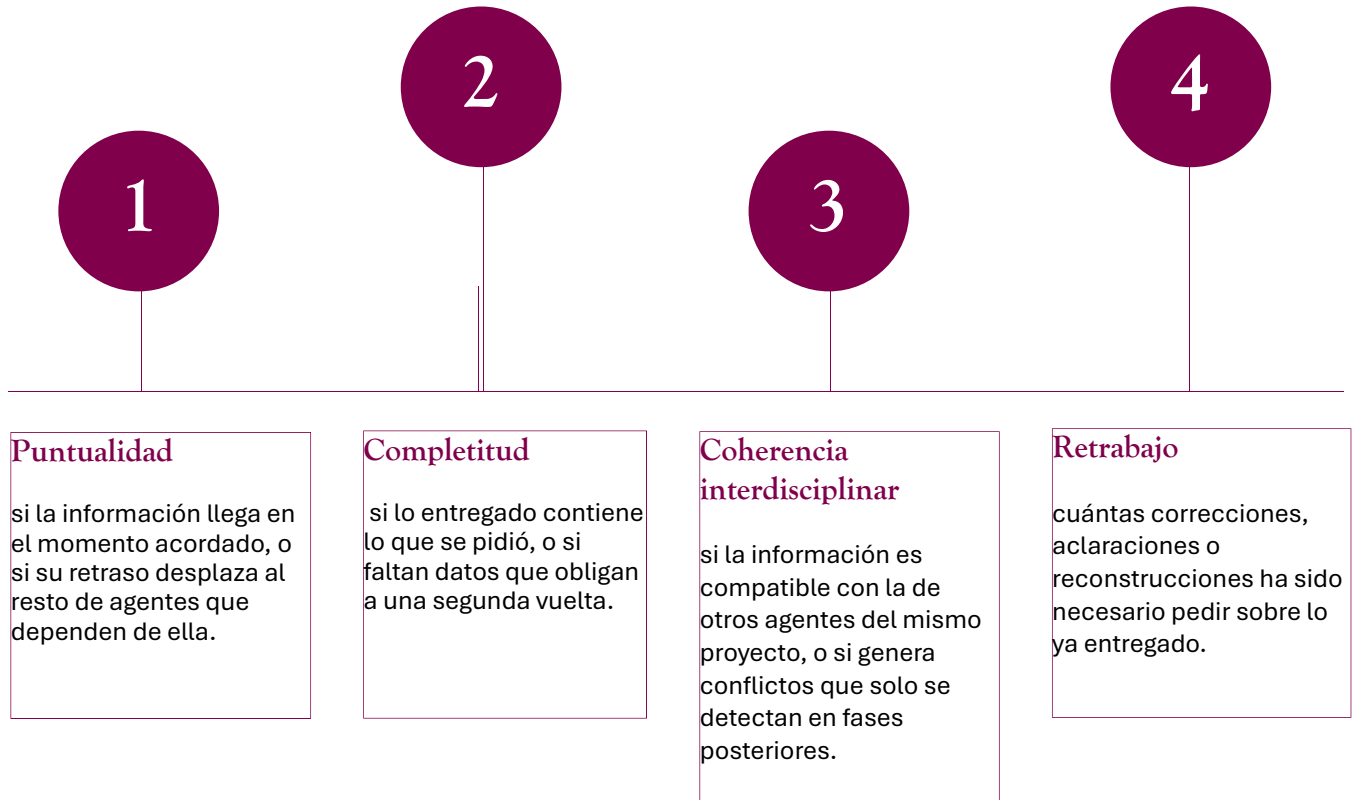 1
2
3
4
Puntualidad
si la información llega en
el momento acordado, o
si su retraso desplaza al
resto de agentes que
dependen de ella.
Completitud
si lo entregado contiene
lo que se pidió, o si
faltan datos que obligan
a una segunda vuelta.
Coherencia
interdisciplinar
si la información es
compatible con la de
otros agentes del mismo
proyecto, o si genera
conflictos que solo se
detectan en fases
posteriores.
Retrabajo
cuántas correcciones,
aclaraciones o
reconstrucciones ha sido
necesario pedir sobre lo
ya entregado.